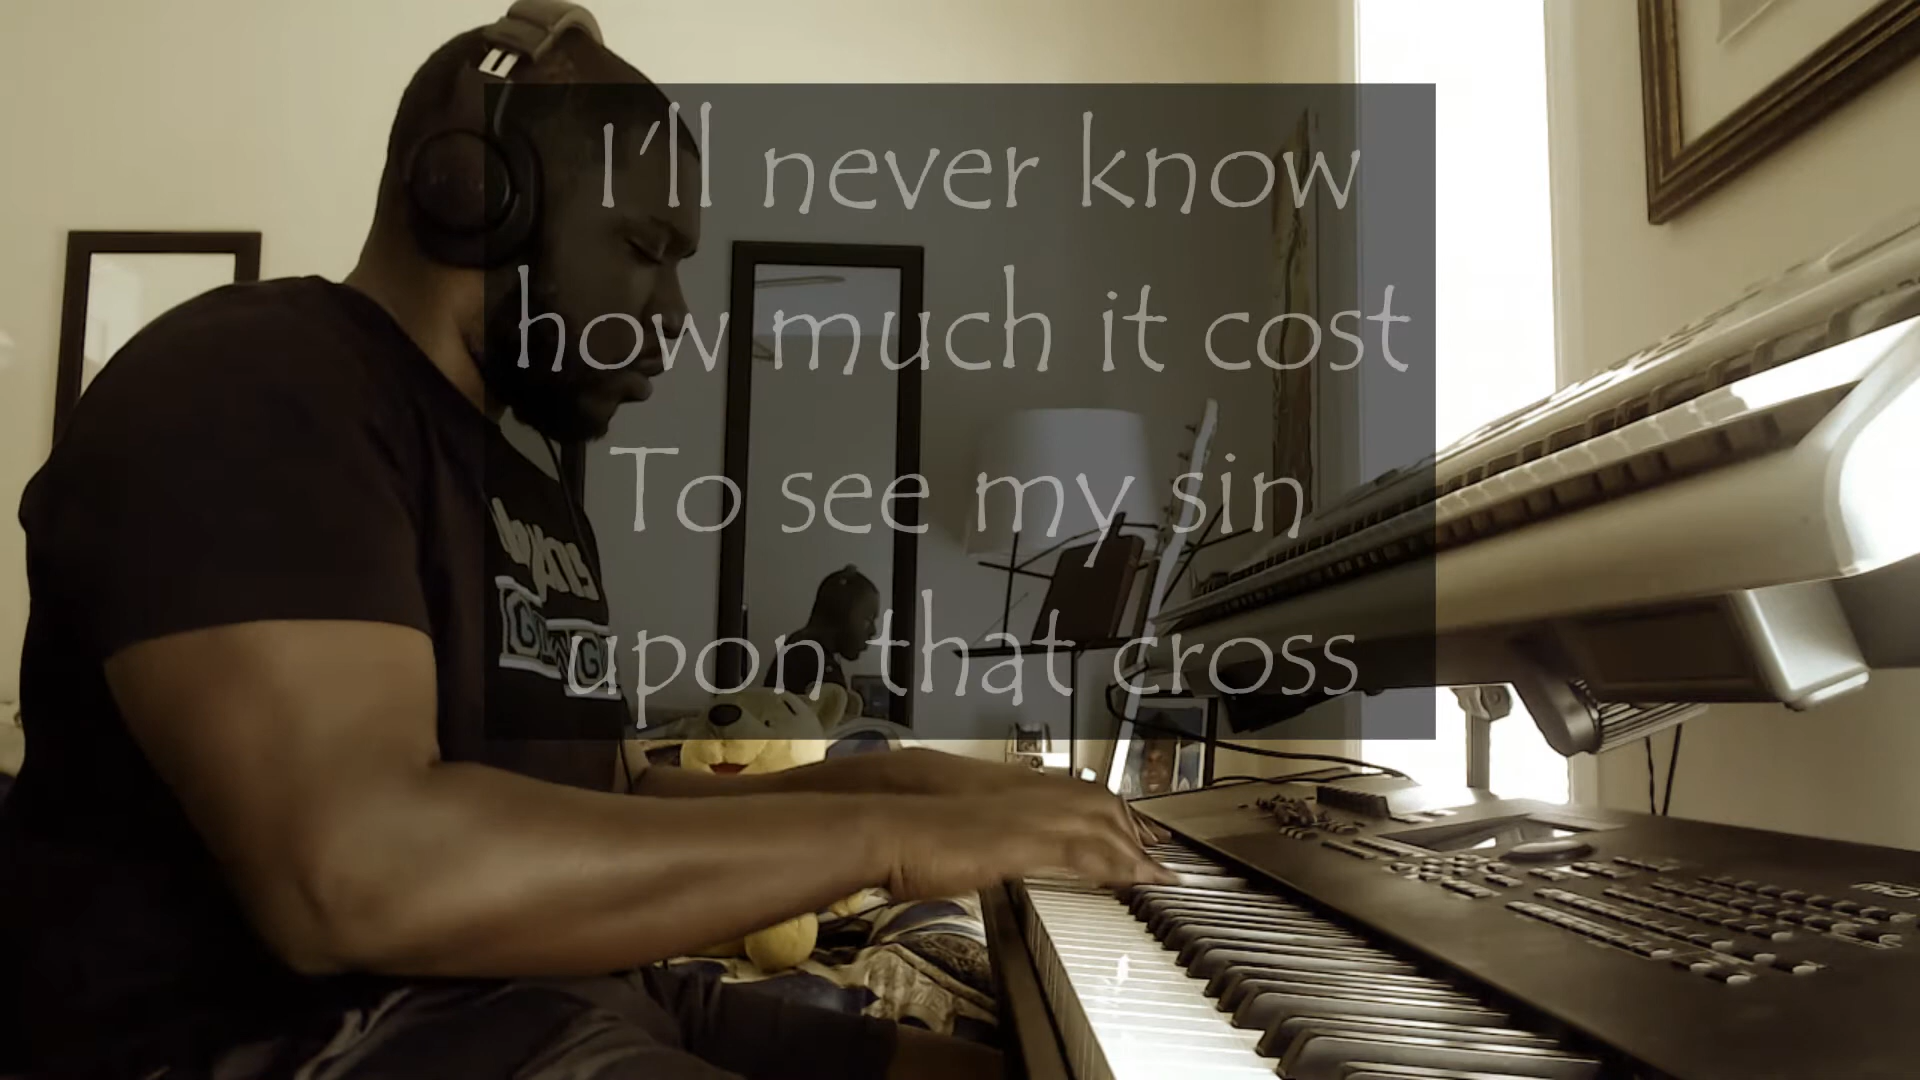 I'll never know
how much it cost
To see my sin
upon that cross